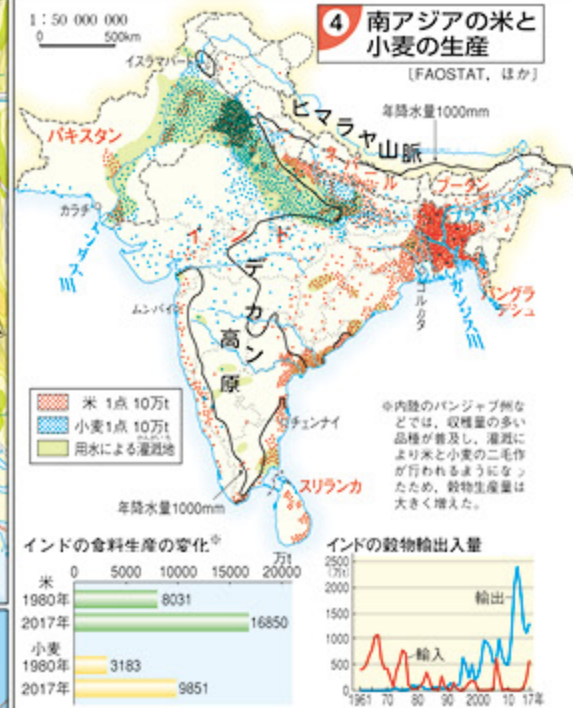 1:50 000 000
0 500km
4 南アジアの米と
小麦の生産
〔FAOSTAT, ほか〕
イスラマバード
ヒマラヤ山脈
年降水量1000mm
パキスタン
ネパール
ブータン
カラチ
インド
デカン高原
ムンバイ
コルカタ
ガンジス川
バングラ
デシュ
米 1点 10万t
小麦1点 10万t
用水による灌漑地
かんがいち
チェンナイ
年降水量1000mm
スリランカ
※内陸のパンジャブ州な
どでは,収穫量の多い
品種が普及し,灌漑に
より米と小麦の二毛作
が行われるようになっ
たため,穀物生産量は
大きく増えた。
インドの食料生産の変化※
万t
0 5000 10000 15000 20000
米
1980年 8031
2017年 16850
小麦
1980年 3183
2017年 9851
インドの穀物輸出入量
2500
(万t)
2000
1500
1000
500
0
輸出
輸入
1961 70 80 90 2000 10 17年